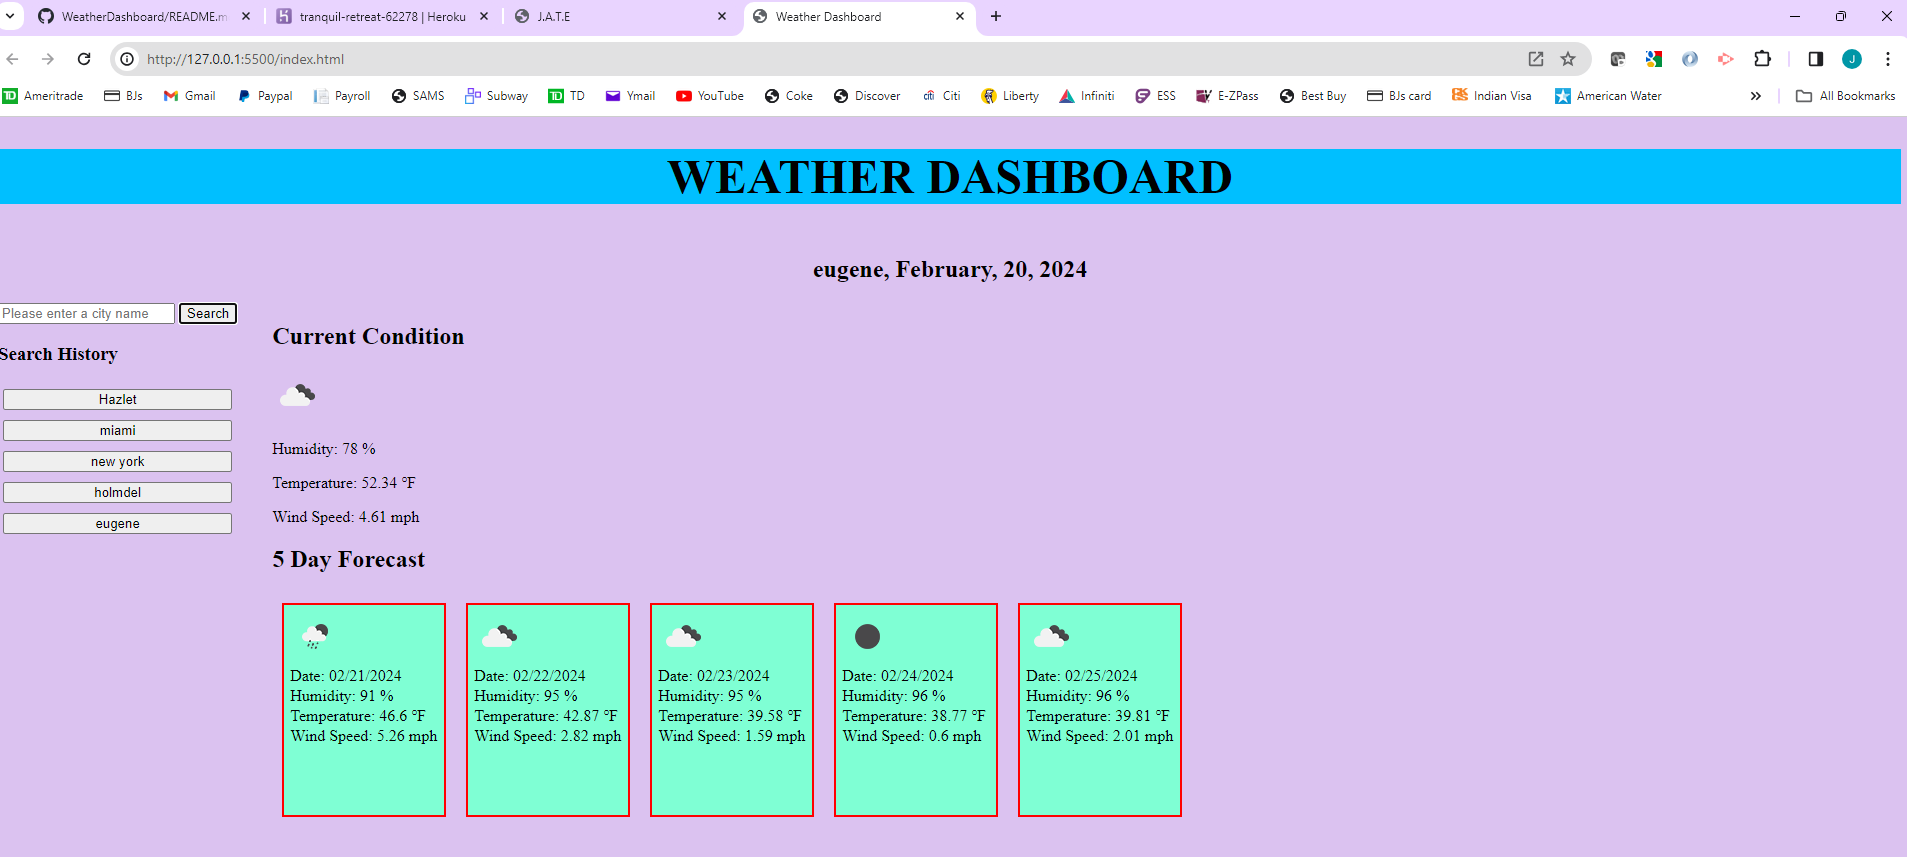 WeatherDashboard/README.m
tranquil-retreat-62278 | Heroku
J.A.T.E
Weather Dashboard
http://127.0.0.1:5500/index.html
J
Ameritrade BJs Gmail Paypal Payroll SAMS Subway TD Ymail YouTube Coke Discover Citi Liberty Infiniti ESS E-ZPass Best Buy BJs card Indian Visa American Water All Bookmarks
WEATHER DASHBOARD
eugene, February, 20, 2024
Please enter a city name Search
Search History
Hazlet
miami
new york
holmdel
eugene
Current Condition
Humidity: 78 %
Temperature: 52.34 °F
Wind Speed: 4.61 mph
5 Day Forecast
Date: 02/21/2024
Humidity: 91 %
Temperature: 46.6 °F
Wind Speed: 5.26 mph
Date: 02/22/2024
Humidity: 95 %
Temperature: 42.87 °F
Wind Speed: 2.82 mph
Date: 02/23/2024
Humidity: 95 %
Temperature: 39.58 °F
Wind Speed: 1.59 mph
Date: 02/24/2024
Humidity: 96 %
Temperature: 38.77 °F
Wind Speed: 0.6 mph
Date: 02/25/2024
Humidity: 96 %
Temperature: 39.81 °F
Wind Speed: 2.01 mph